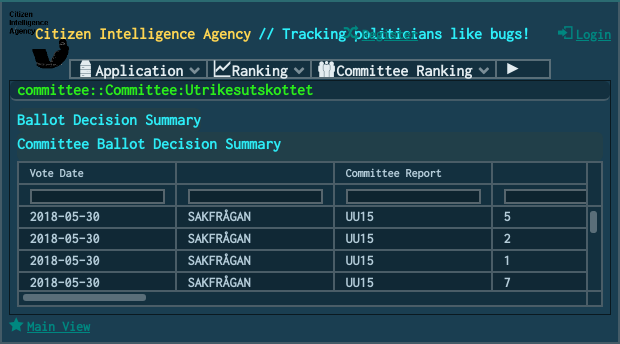 Citizen
Intelligence
Agency
Citizen Intelligence Agency // Tracking politicians like bugs!
Register
Login
Application
Ranking
Committee Ranking
committee::Committee:Utrikesutskottet
Ballot Decision Summary
Committee Ballot Decision Summary
Vote Date Committee Report
2018-05-30 SAKFRÅGAN UU15 5
2018-05-30 SAKFRÅGAN UU15 2
2018-05-30 SAKFRÅGAN UU15 1
2018-05-30 SAKFRÅGAN UU15 7
Main View